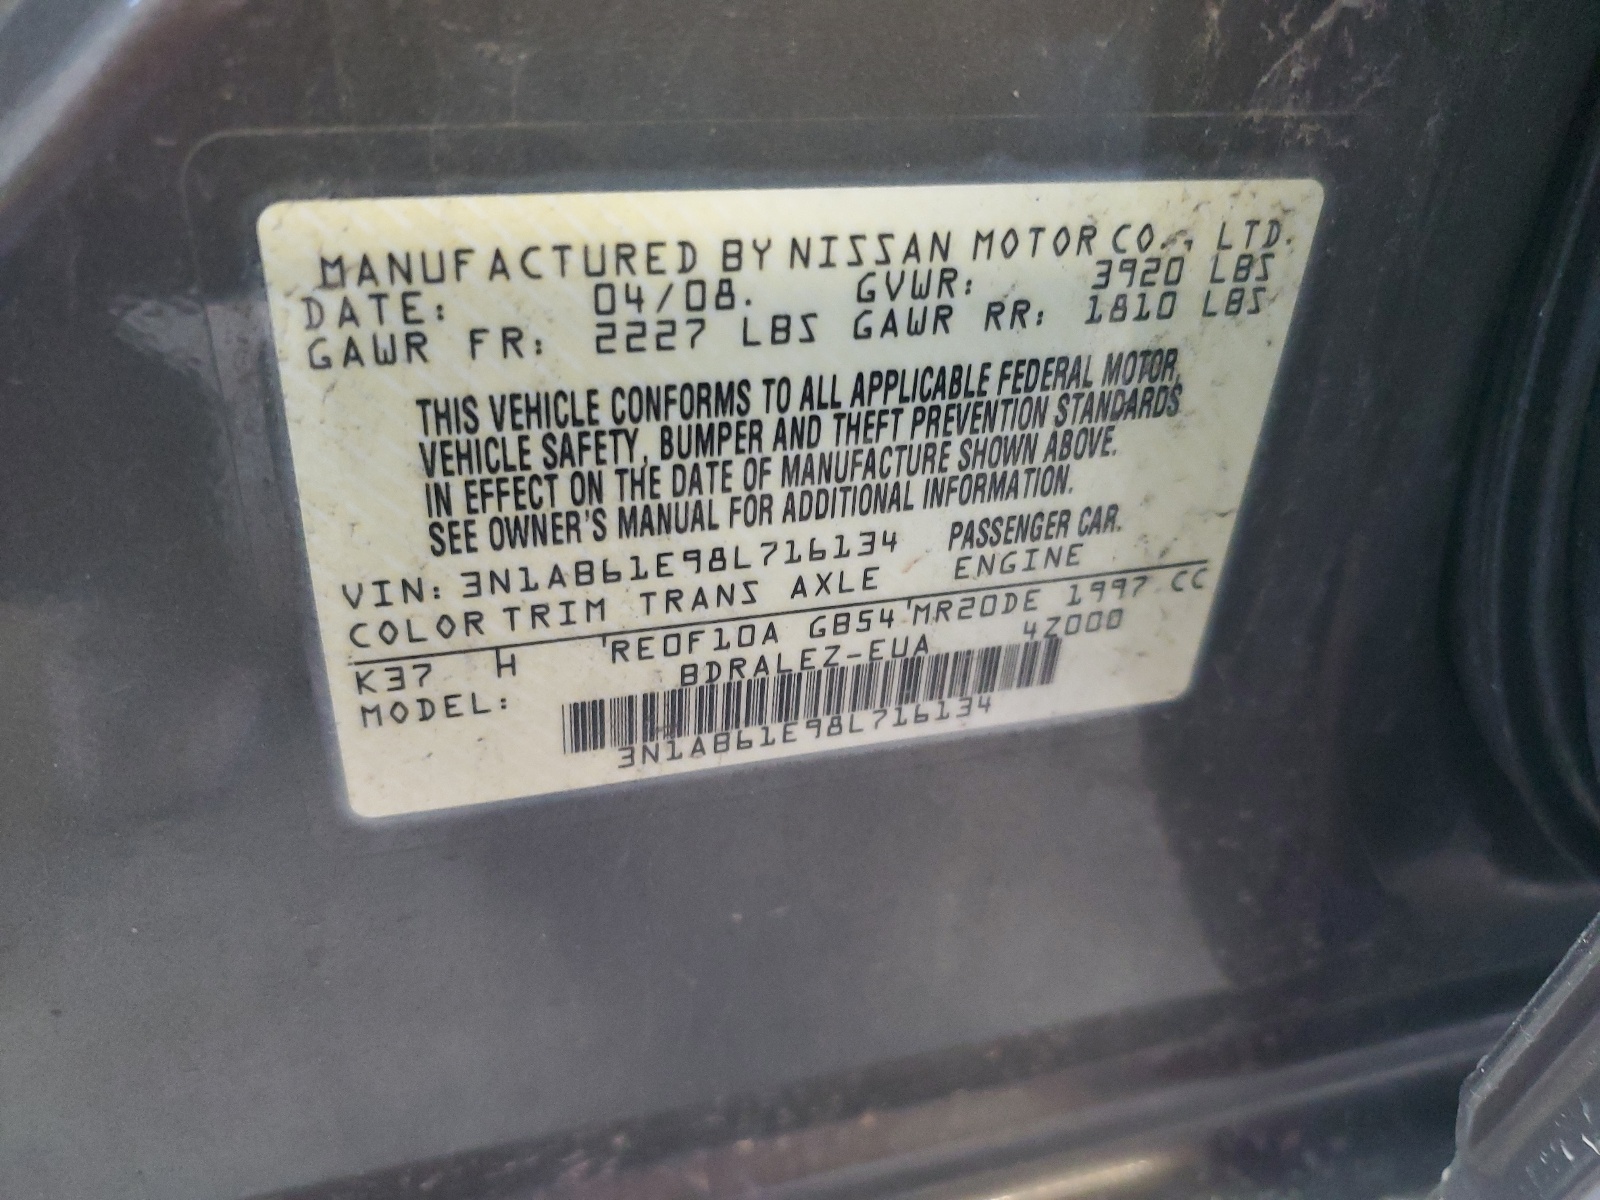 MANUFACTURED BY NISSAN MOTOR CO., LTD.
DATE: 04/08. GVWR: 3920 LBS
GAWR FR: 2227 LBS GAWR RR: 1810 LBS
THIS VEHICLE CONFORMS TO ALL APPLICABLE FEDERAL MOTOR
VEHICLE SAFETY, BUMPER AND THEFT PREVENTION STANDARDS
IN EFFECT ON THE DATE OF MANUFACTURE SHOWN ABOVE.
SEE OWNER'S MANUAL FOR ADDITIONAL INFORMATION.
VIN: 3N1AB61E98L716134 PASSENGER CAR.
COLOR TRIM TRANS AXLE ENGINE
K37 H 'RE0F10A GB54'MR20DE 1997 CC
MODEL: BDRALEZ-EUA 4Z000
3N1AB61E98L716134